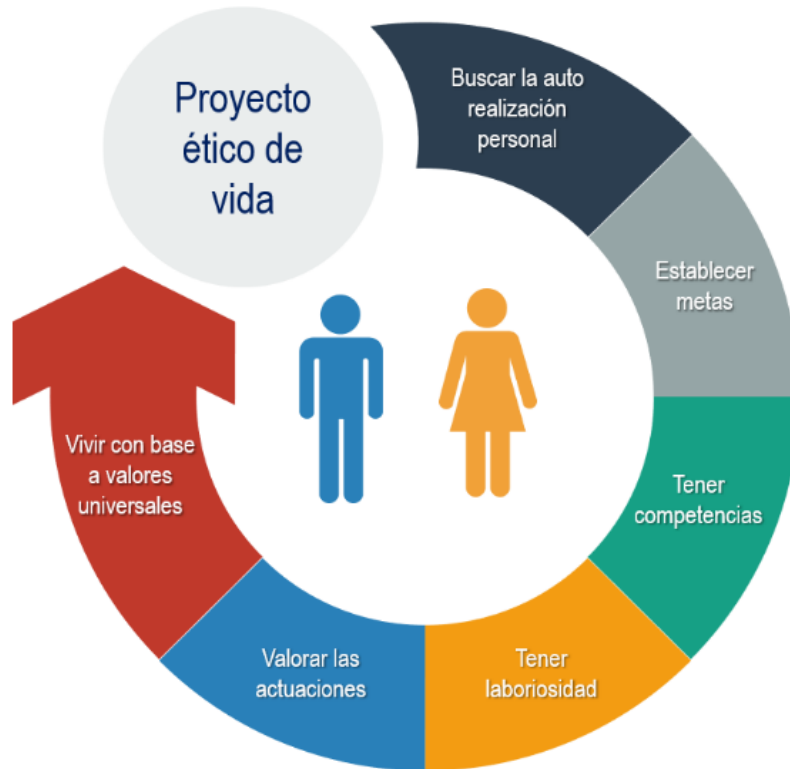 Proyecto
ético de
vida
Buscar la auto
realización
personal
Establecer
metas
Tener
competencias
Tener
laboriosidad
Valorar las
actuaciones
Vivir con base
a valores
universales